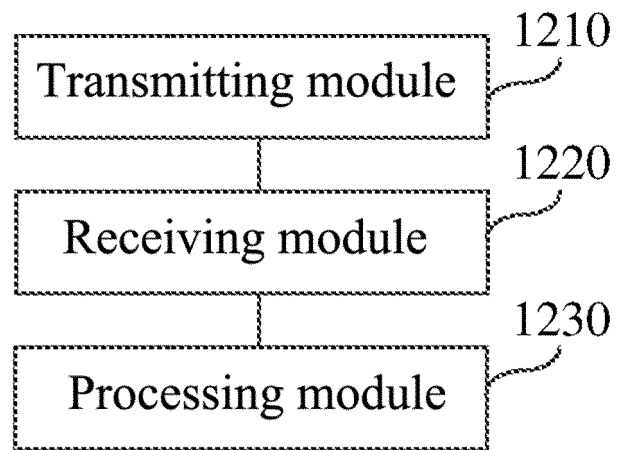 1210
Transmitting module
1220
Receiving module
1230
Processing module